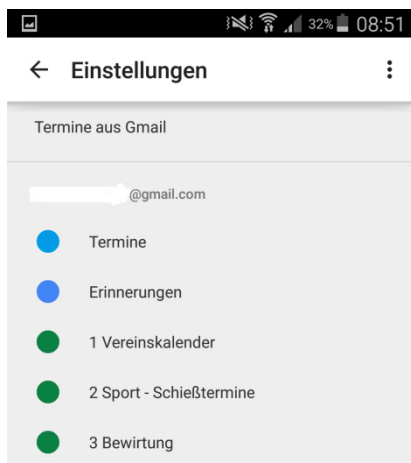 32% 08:51
Einstellungen
Termine aus Gmail
@gmail.com
Termine
Erinnerungen
1 Vereinskalender
2 Sport - Schießtermine
3 Bewirtung